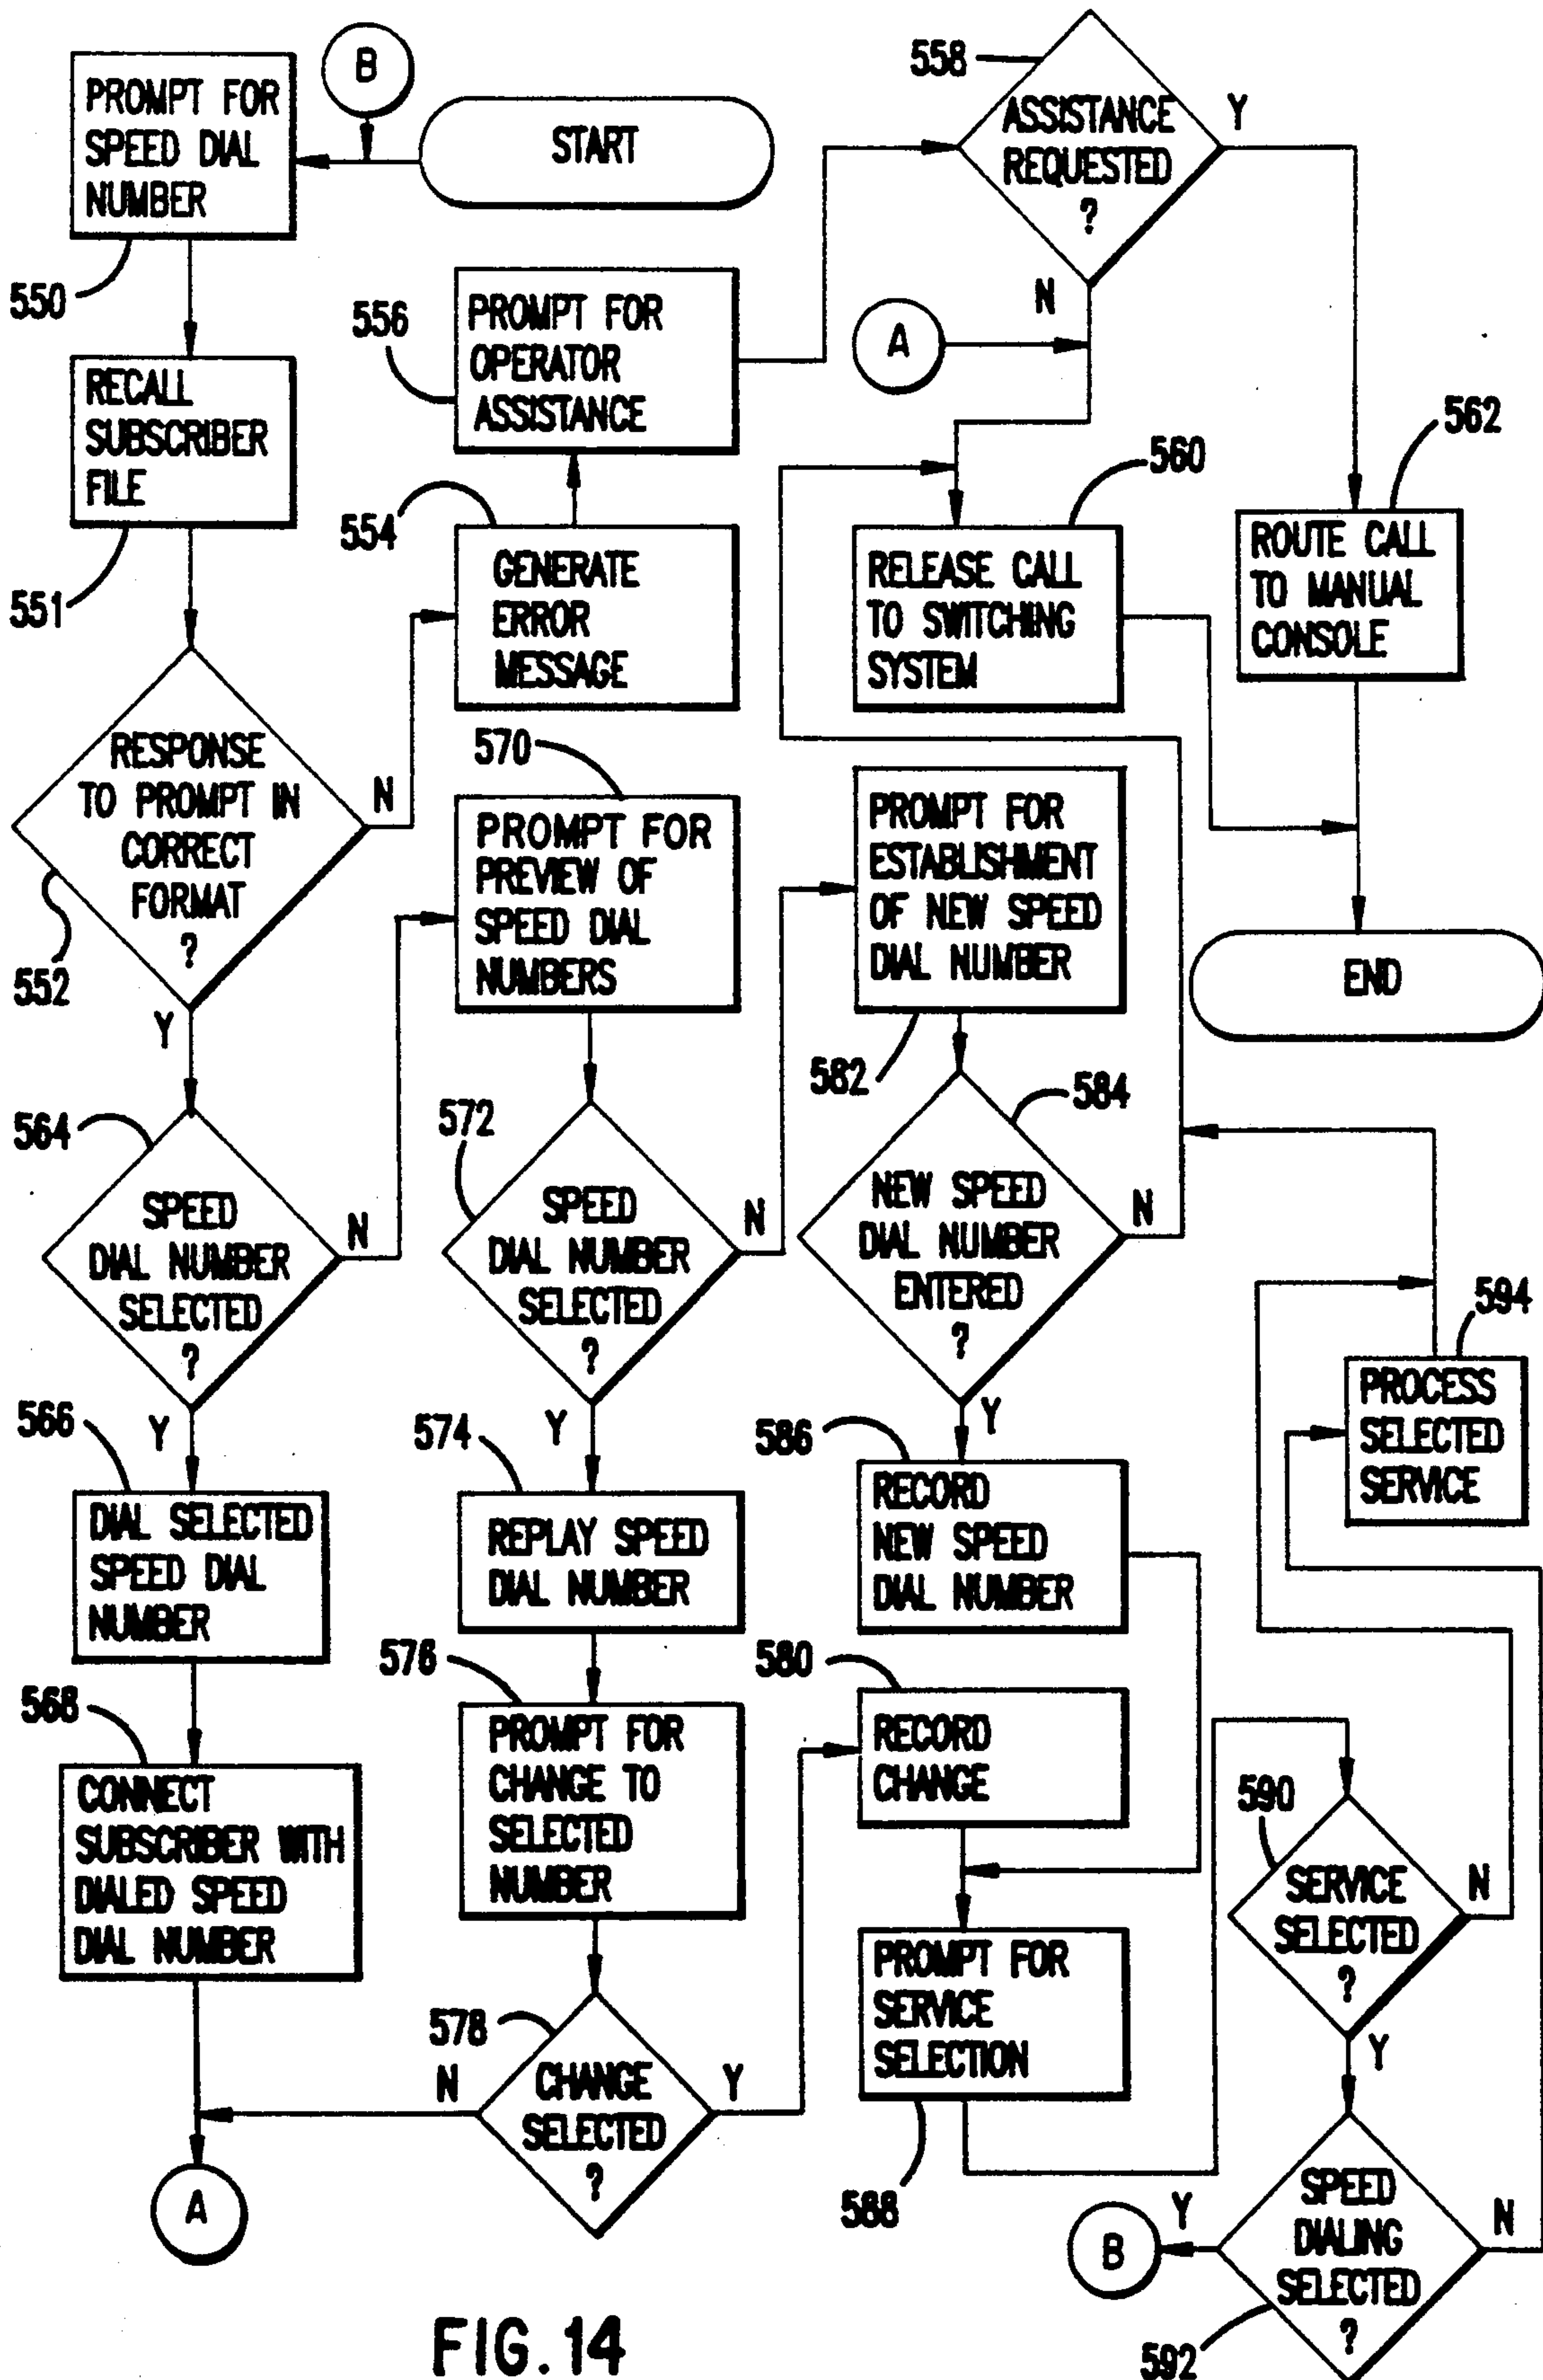 PROMPT FOR
SPEED DIAL
NUMBER
550
B
START
RECALL
SUBSCRIBER
FILE
551
RESPONSE
TO PROMPT IN
CORRECT
FORMAT
?
552
N
Y
554
GENERATE
ERROR
MESSAGE
556
PROMPT FOR
OPERATOR
ASSISTANCE
558
ASSISTANCE
REQUESTED
?
Y
N
A
560
RELEASE CALL
TO SWITCHING
SYSTEM
562
ROUTE CALL
TO MANUAL
CONSOLE
END
564
SPEED
DIAL NUMBER
SELECTED
?
N
Y
566
DIAL SELECTED
SPEED DIAL
NUMBER
568
CONNECT
SUBSCRIBER WITH
DIALED SPEED
DIAL NUMBER
A
570
PROMPT FOR
PREVIEW OF
SPEED DIAL
NUMBERS
572
SPEED
DIAL NUMBER
SELECTED
?
N
Y
574
REPLAY SPEED
DIAL NUMBER
576
PROMPT FOR
CHANGE TO
SELECTED
NUMBER
578
CHANGE
SELECTED
?
N
Y
PROMPT FOR
ESTABLISHMENT
OF NEW SPEED
DIAL NUMBER
582
584
NEW SPEED
DIAL NUMBER
ENTERED
?
N
Y
586
RECORD
NEW SPEED
DIAL NUMBER
580
RECORD
CHANGE
PROMPT FOR
SERVICE
SELECTION
588
590
SERVICE
SELECTED
?
N
Y
594
PROCESS
SELECTED
SERVICE
SPEED
DIALING
SELECTED
?
592
Y
N
B
FIG. 14